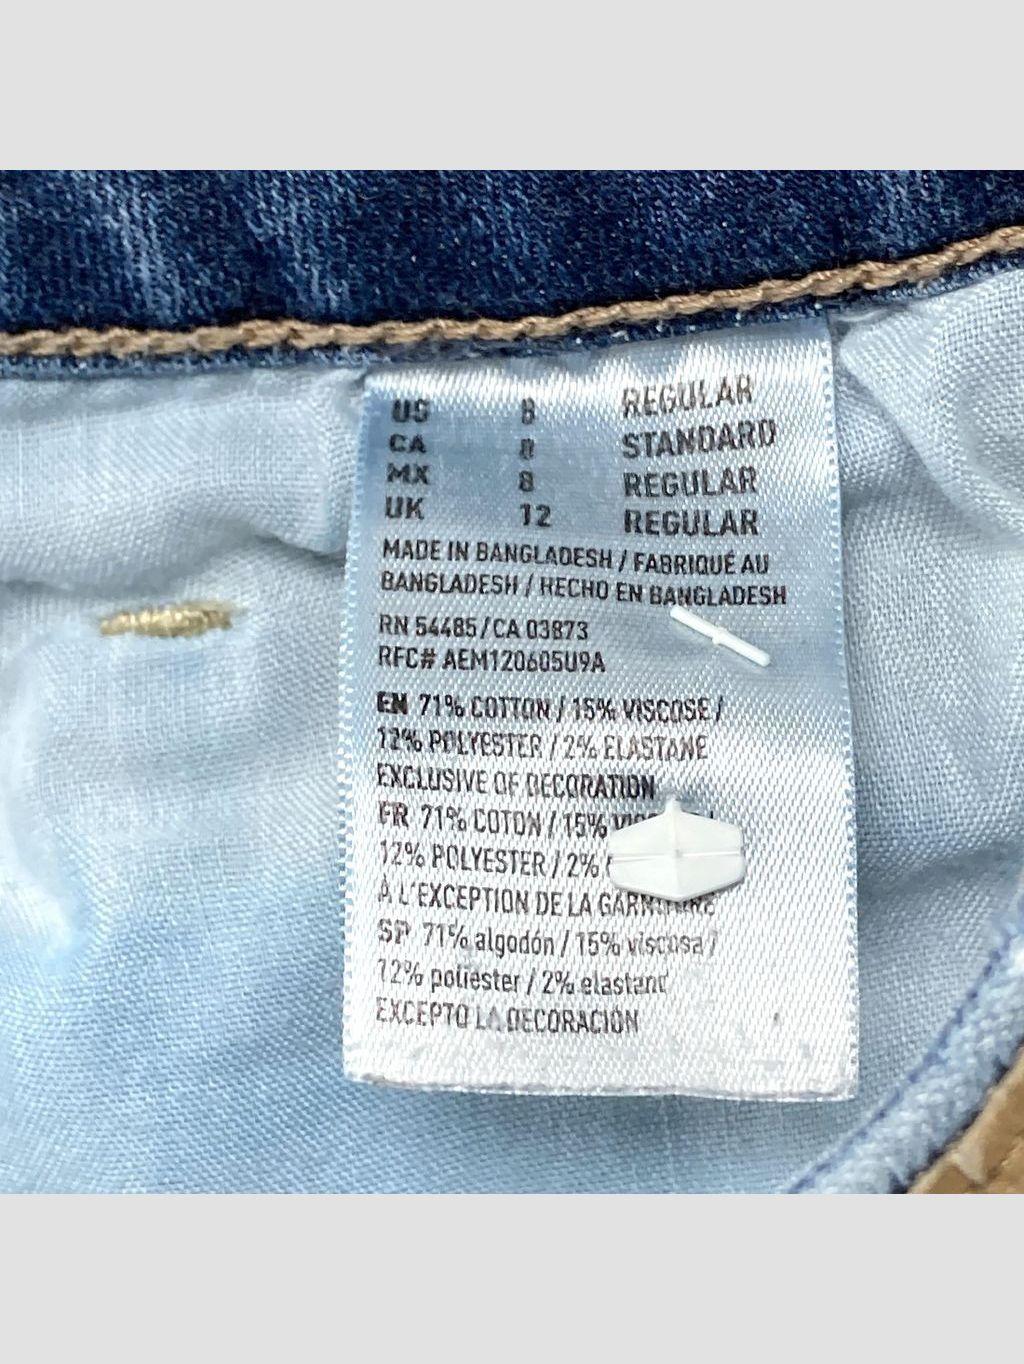 US 8 REGULAR
CA 8 STANDARD
MX 8 REGULAR
UK 12 REGULAR
MADE IN BANGLADESH / FABRIQUÉ AU
BANGLADESH / HECHO EN BANGLADESH
RN 54485/CA 03873
RFC# AEM120605U9A
EN 71% COTTON / 15% VISCOSE /
12% POLYESTER / 2% ELASTANE
EXCLUSIVE OF DECORATION
FR 71% COTON / 15% /
12% POLYESTER / 2%
À L'EXCEPTION DE LA GARNITURE
SP 71% algodón / 15% viscosa /
12% poliester / 2% elastano
EXCEPTO LA DECORACIÓN